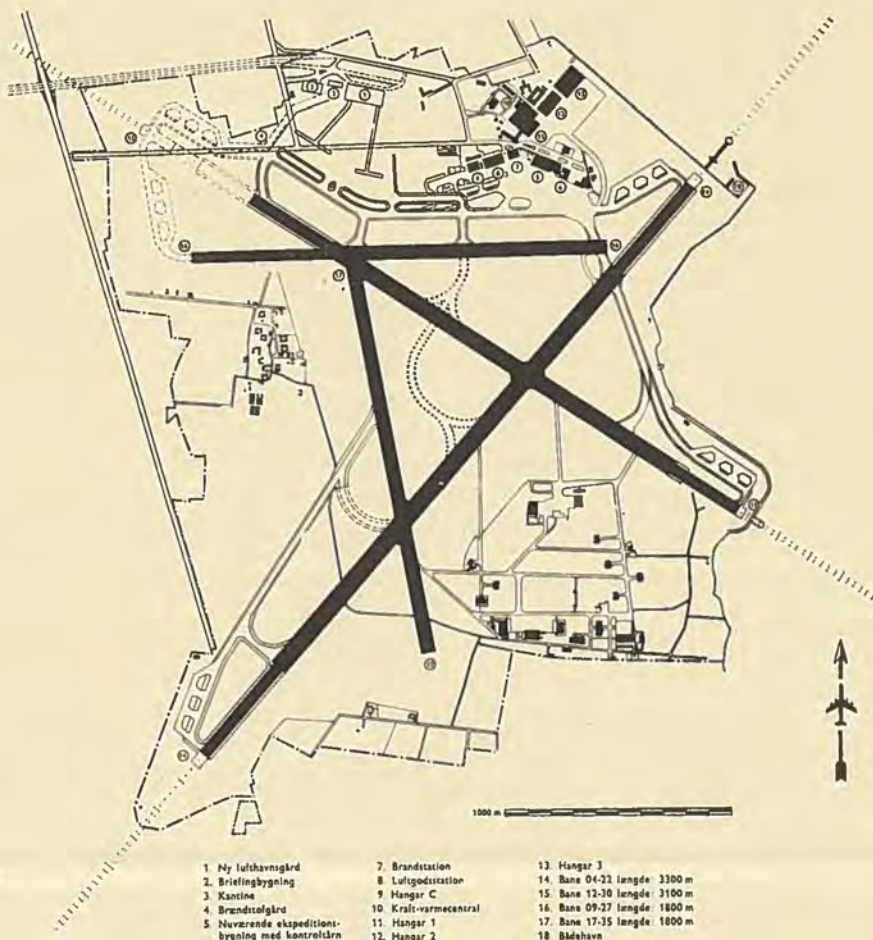 1000 m
1. Ny lufthavnsgård
2. Briefingbygning
3. Kantine
4. Brændstofgård
5. Nuværende ekspeditions-
bygning med kontroltårn
7. Brandstation
8. Luftgodsstation
9. Hangar C
10. Kraft-varmecentral
11. Hangar 1
12. Hangar 2
13. Hangar 3
14. Bane 04-22 længde: 3300 m
15. Bane 12-30 længde: 3100 m
16. Bane 09-27 længde: 1800 m
17. Bane 17-35 længde: 1800 m
18. Bådehavn